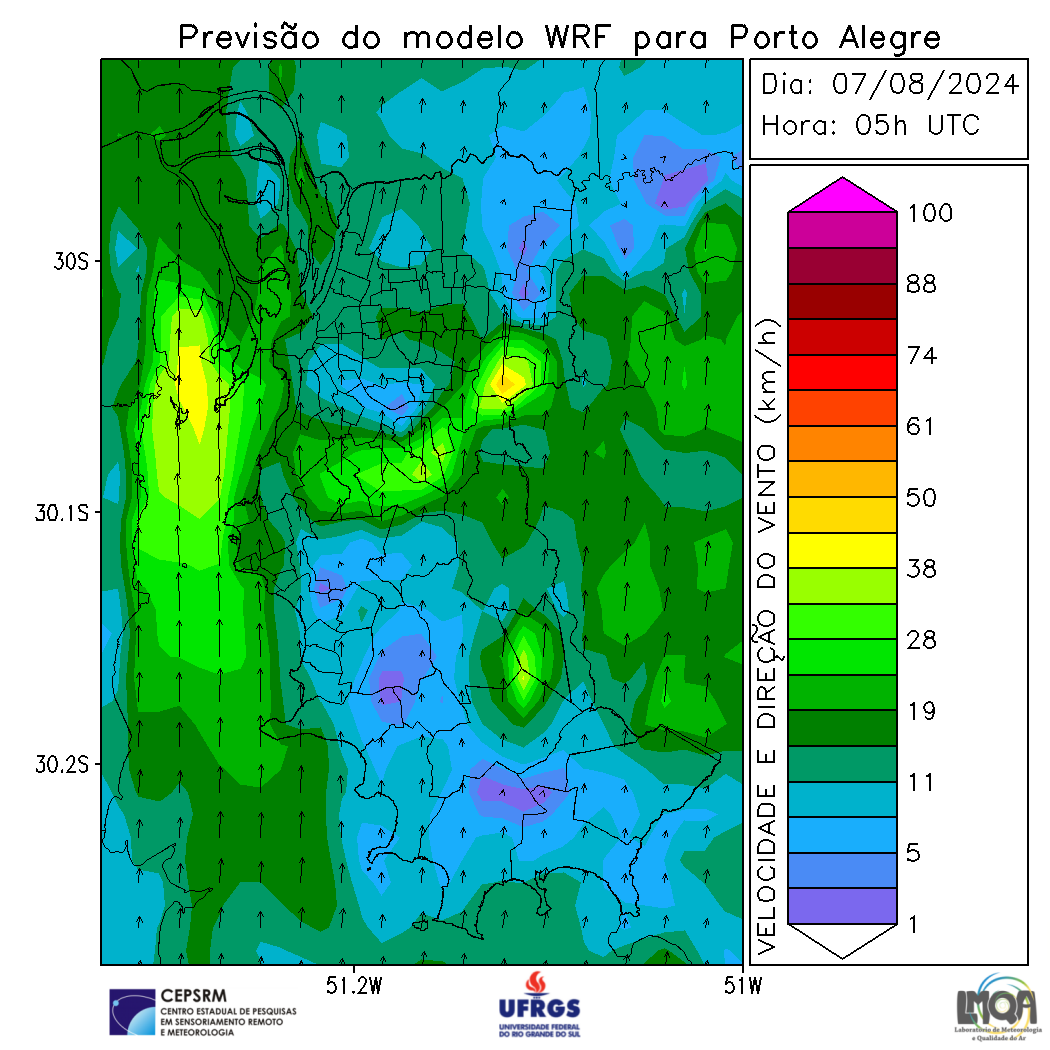 Previsão do modelo WRF para Porto Alegre
Dia: 07/08/2024
Hora: 05h UTC
30S
30.1S
30.2S
51.2W
51W
VELOCIDADE E DIREÇÃO DO VENTO (km/h)
100
88
74
61
50
38
28
19
11
5
1
CEPSRM
CENTRO ESTADUAL DE PESQUISAS
EM SENSORIAMENTO REMOTO
E METEOROLOGIA
UFRGS
UNIVERSIDADE FEDERAL
DO RIO GRANDE DO SUL
LMQA
Laboratório de Meteorologia
e Qualidade do Ar